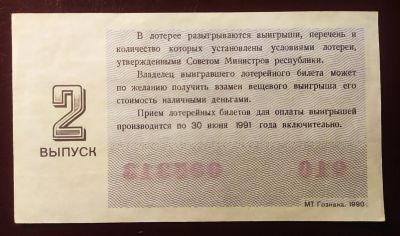 В лотерее разыгрываются выигрыши, перечень и
количество которых установлены условиями лотереи,
утвержденными Советом Министров республики.
Владелец выигравшего лотерейного билета может
по желанию получить взамен вещевого выигрыша его
стоимость наличными деньгами.
Прием лотерейных билетов для оплаты выигрышей
производится по 30 июня 1991 года включительно.
2
ВЫПУСК
МТ Гознака. 1990.